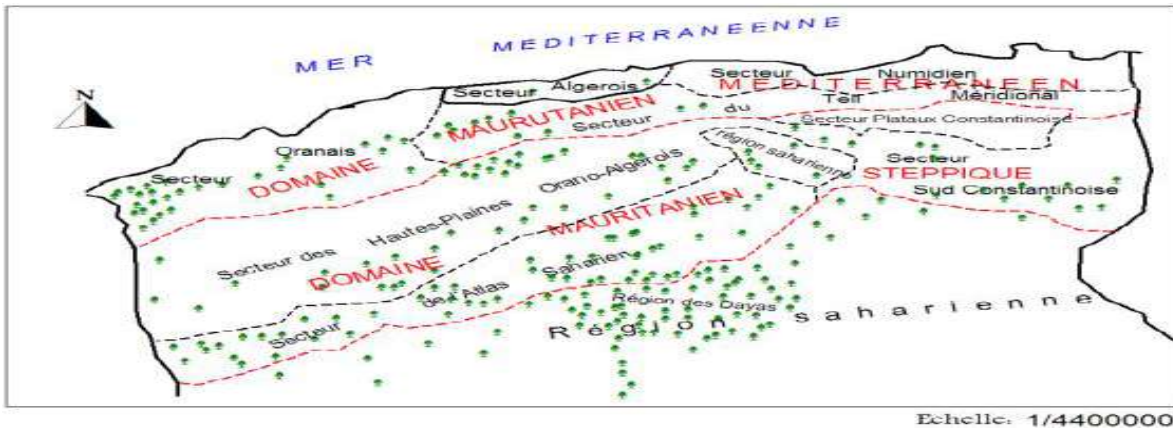 MER MEDITERRANEENNE
N
Secteur Algerois
Secteur Numidien
DOMAINE MAURUTANIEN MEDITERRANEEN
Secteur du Tell Méridional
Secteur Plataux Constantinoise
Secteur Oranais
région saharienne
Secteur
STEPPIQUE
Sud Constantinoise
Secteur des Hautes-Plaines Orano-Algerois
DOMAINE MAURITANIEN
Secteur de l'Atlas Saharien
Région des Dayas
Région saharienne
Echelle: 1/4400000